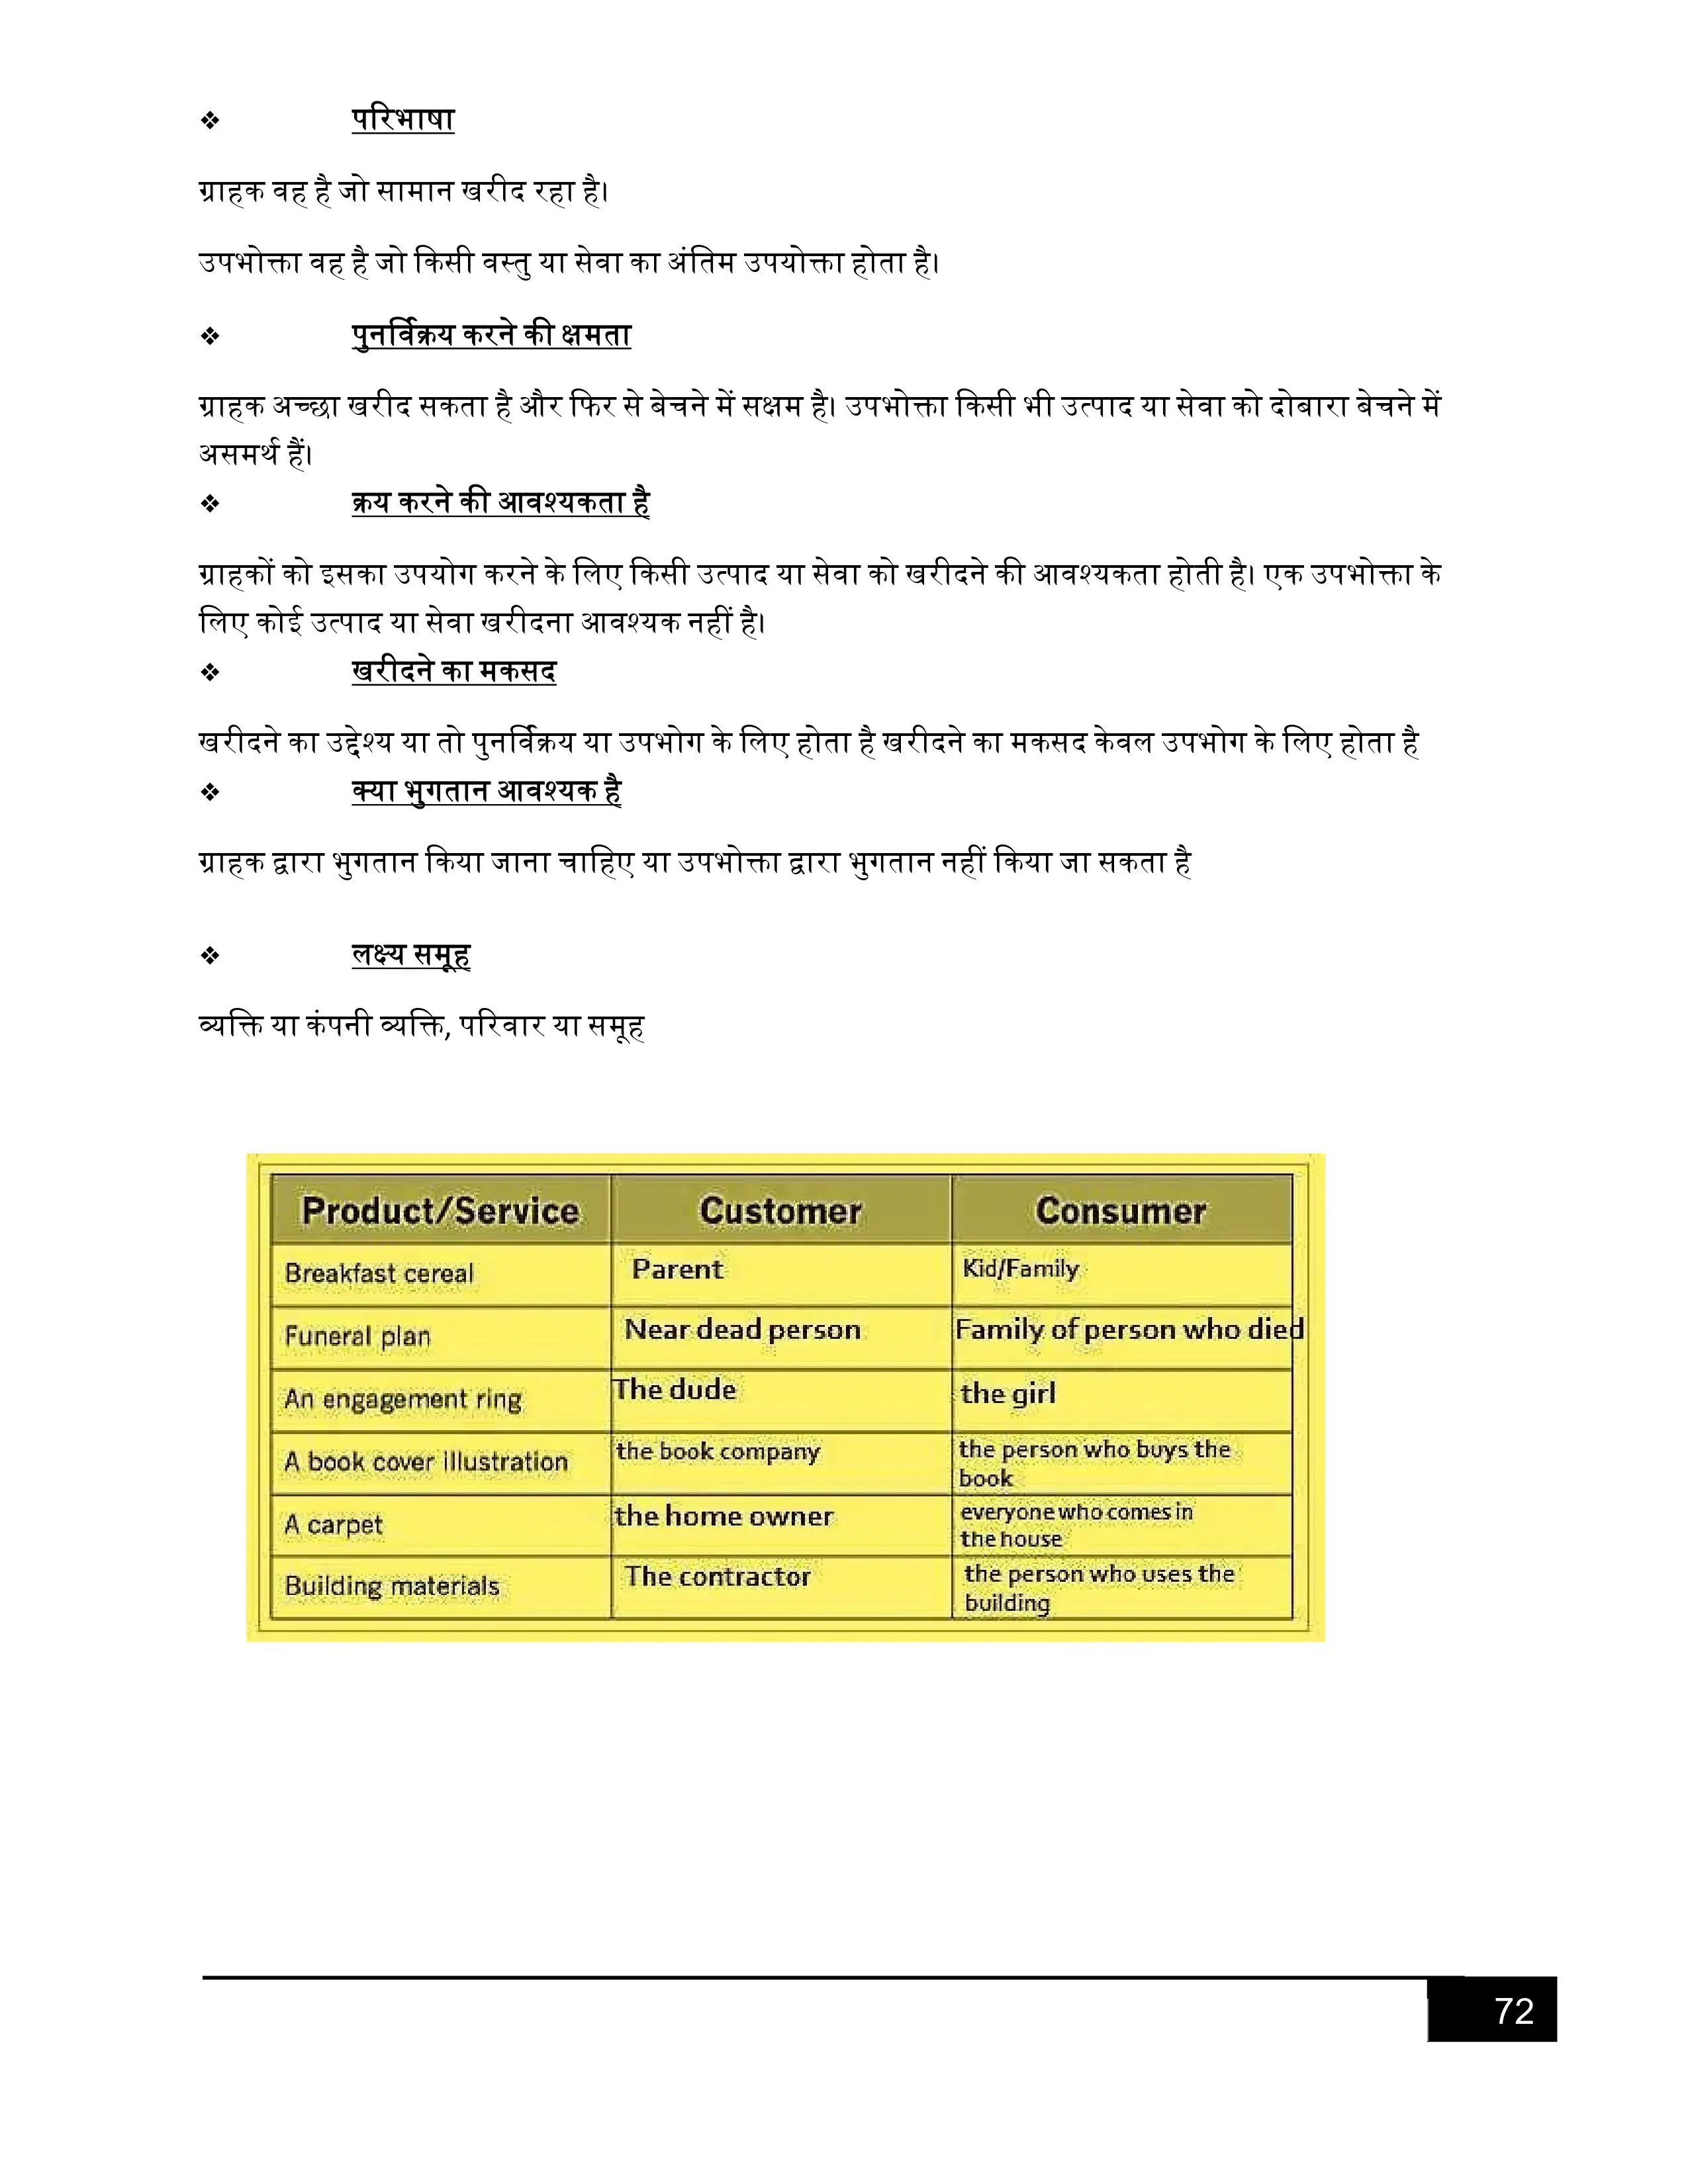 ❖ परिभाषा
ग्राहक वह है जो सामान खरीद रहा है।
उपभोक्ता वह है जो किसी वस्तु या सेवा का अंतिम उपयोक्ता होता है।
❖ पुनर्विक्रय करने की क्षमता
ग्राहक अच्छा खरीद सकता है और फिर से बेचने में सक्षम है। उपभोक्ता किसी भी उत्पाद या सेवा को दोबारा बेचने में
असमर्थ हैं।
❖ क्रय करने की आवश्यकता है
ग्राहकों को इसका उपयोग करने के लिए किसी उत्पाद या सेवा को खरीदने की आवश्यकता होती है। एक उपभोक्ता के
लिए कोई उत्पाद या सेवा खरीदना आवश्यक नहीं है।
❖ खरीदने का मकसद
खरीदने का उद्देश्य या तो पुनर्विक्रय या उपभोग के लिए होता है खरीदने का मकसद केवल उपभोग के लिए होता है
❖ क्या भुगतान आवश्यक है
ग्राहक द्वारा भुगतान किया जाना चाहिए या उपभोक्ता द्वारा भुगतान नहीं किया जा सकता है
❖ लक्ष्य समूह
व्यक्ति या कंपनी व्यक्ति, परिवार या समूह
Product/Service Customer Consumer
Breakfast cereal Parent Kid/Family
Funeral plan Near dead person Family of person who died
An engagement ring The dude the girl
A book cover illustration the book company the person who buys the
book
A carpet the home owner everyone who comes in
the house
Building materials The contractor the person who uses the
building
72